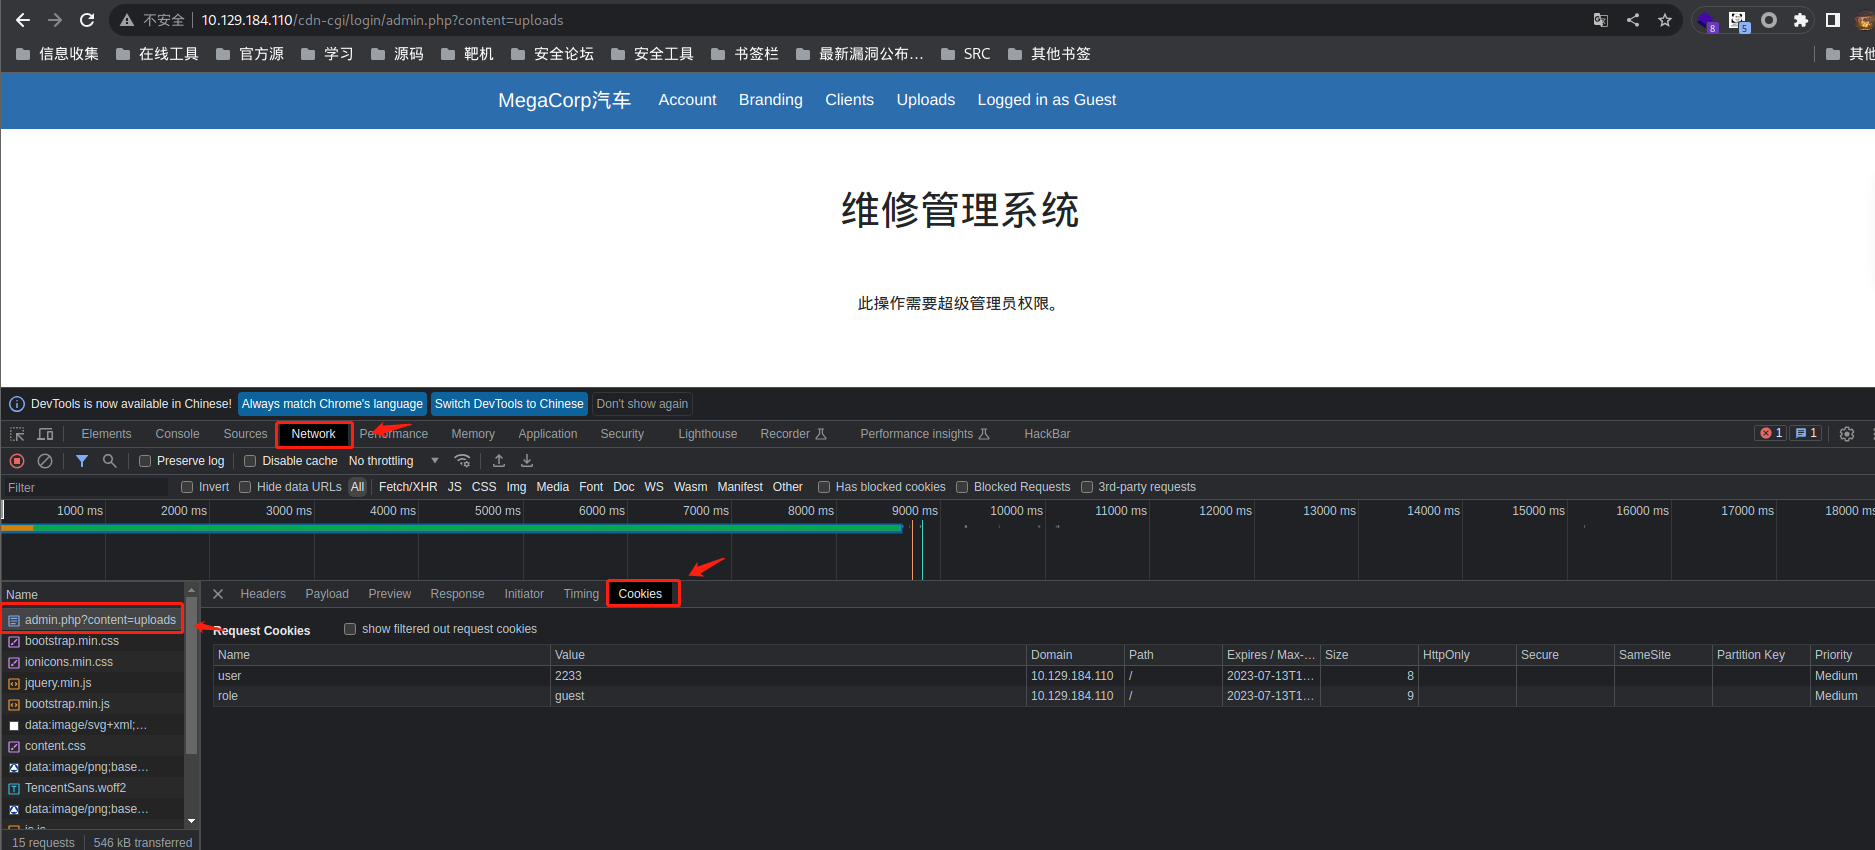 不安全 10.129.184.110/cdn-cgi/login/admin.php?content=uploads 8 5
信息收集 在线工具 官方源 学习 源码 靶机 安全论坛 安全工具 书签栏 最新漏洞公布... SRC 其他书签 其他
MegaCorp汽车 Account Branding Clients Uploads Logged in as Guest
维修管理系统
此操作需要超级管理员权限。
DevTools is now available in Chinese! Always match Chrome's language Switch DevTools to Chinese Don't show again
Elements Console Sources Network Performance Memory Application Security Lighthouse Recorder Performance insights HackBar 1 1
Preserve log Disable cache No throttling
Filter Invert Hide data URLs All Fetch/XHR JS CSS Img Media Font Doc WS Wasm Manifest Other Has blocked cookies Blocked Requests 3rd-party requests
1000 ms 2000 ms 3000 ms 4000 ms 5000 ms 6000 ms 7000 ms 8000 ms 9000 ms 10000 ms 11000 ms 12000 ms 13000 ms 14000 ms 15000 ms 16000 ms 17000 ms 18000 ms
Name
admin.php?content=uploads
bootstrap.min.css
ionicons.min.css
jquery.min.js
bootstrap.min.js
data:image/svg+xml;...
content.css
data:image/png;base...
TencentSans.woff2
data:image/png;base...
js.js
15 requests 546 kB transferred
Headers Payload Preview Response Initiator Timing Cookies
Request Cookies show filtered out request cookies
Name Value Domain Path Expires / Max-... Size HttpOnly Secure SameSite Partition Key Priority
user 2233 10.129.184.110 / 2023-07-13T1... 8 Medium
role guest 10.129.184.110 / 2023-07-13T1... 9 Medium